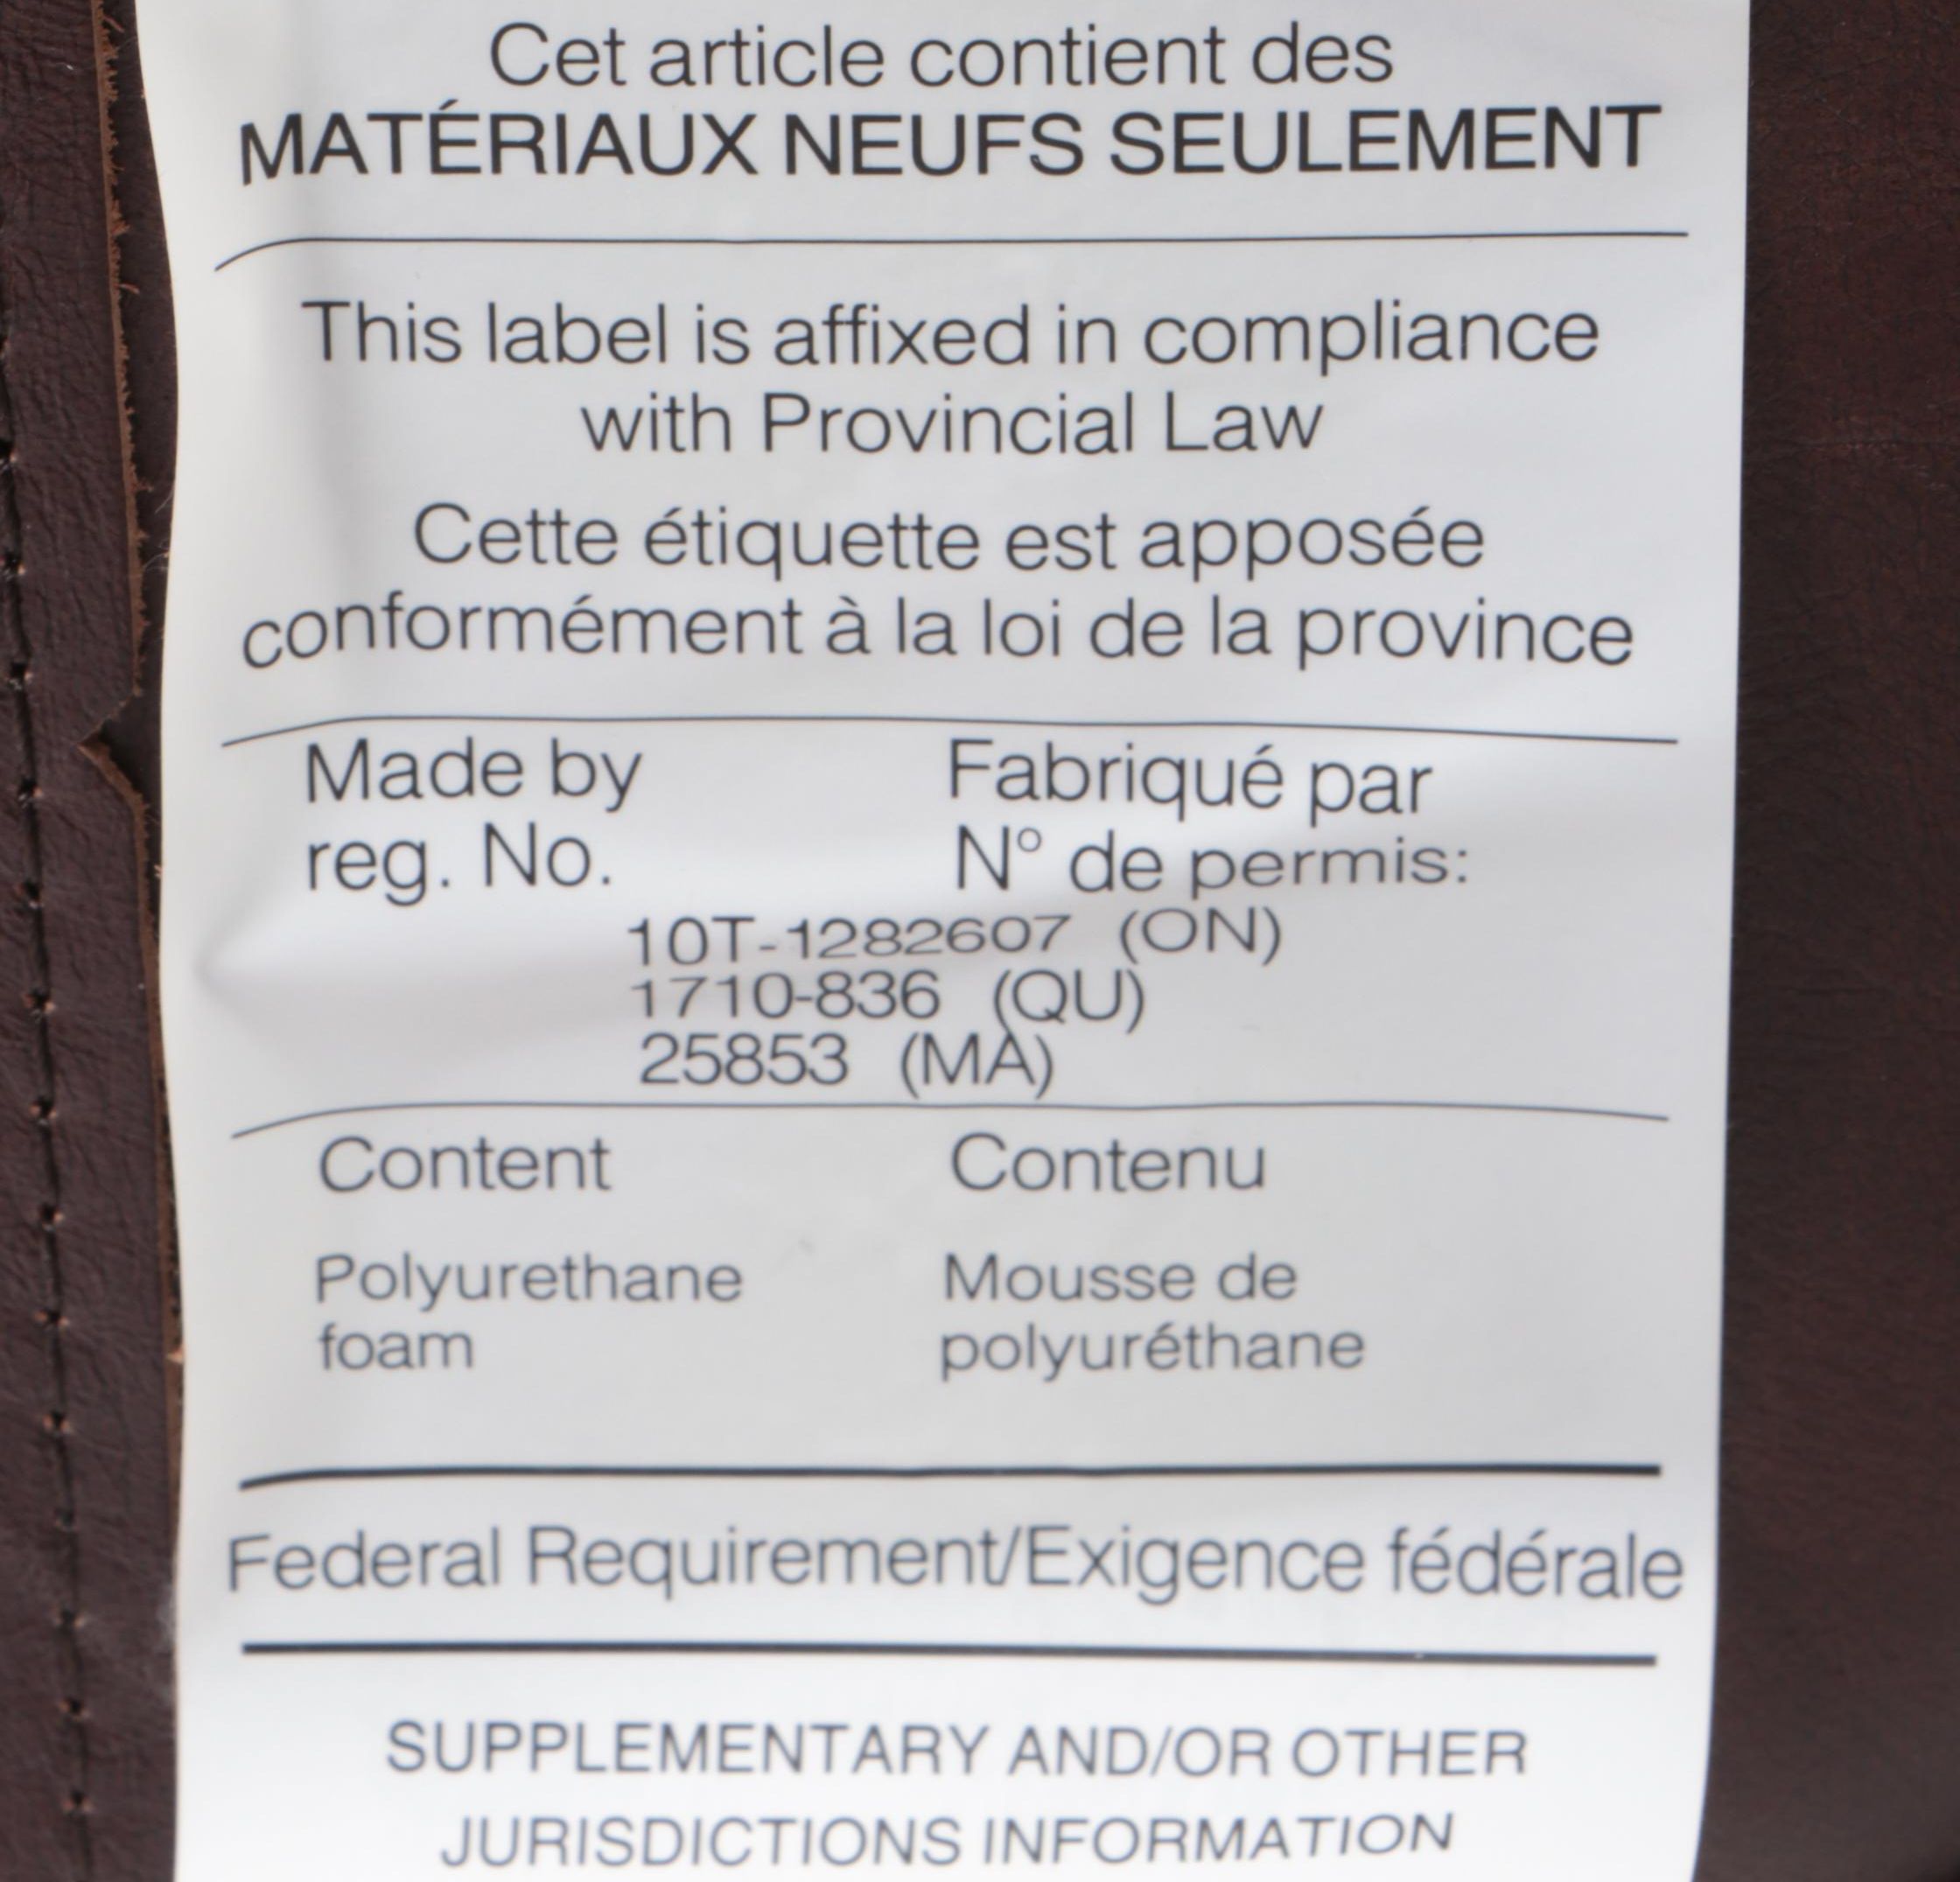 Cet article contient des
MATÉRIAUX NEUFS SEULEMENT
This label is affixed in compliance
with Provincial Law
Cette étiquette est apposée
conformément à la loi de la province
Made by Fabriqué par
reg. No. N° de permis:
10T-1282607 (ON)
1710-836 (QU)
25853 (MA)
Content Contenu
Polyurethane Mousse de
foam polyuréthane
Federal Requirement/Exigence fédérale
SUPPLEMENTARY AND/OR OTHER
JURISDICTIONS INFORMATION